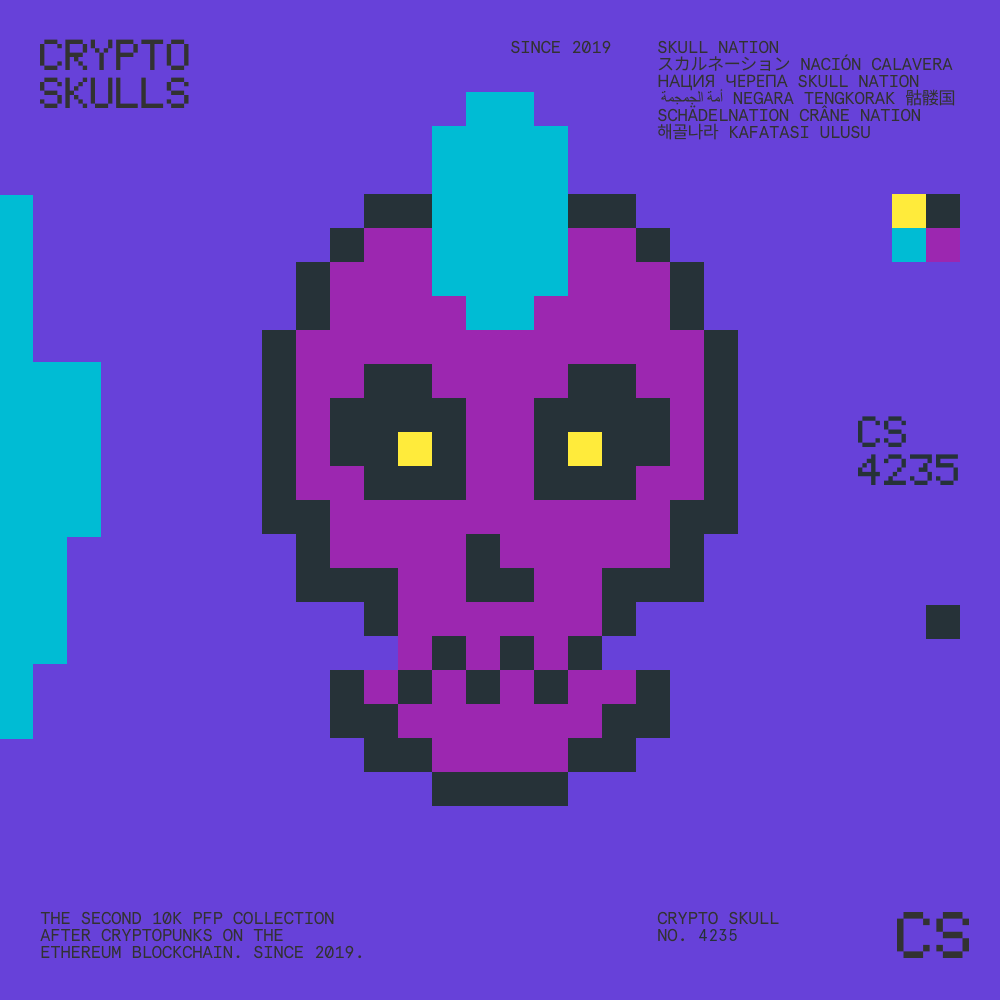 CRYPTO
SKULLS
SINCE 2019
SKULL NATION
スカルネーション NACIÓN CALAVERA
НАЦИЯ ЧЕРЕПА SKULL NATION
أمة الجمجمة NEGARA TENGKORAK 骷髅国
SCHÄDELNATION CRÂNE NATION
해골나라 KAFATASI ULUSU
CS
4235
THE SECOND 10K PFP COLLECTION
AFTER CRYPTOPUNKS ON THE
ETHEREUM BLOCKCHAIN. SINCE 2019.
CRYPTO SKULL
NO. 4235
CS